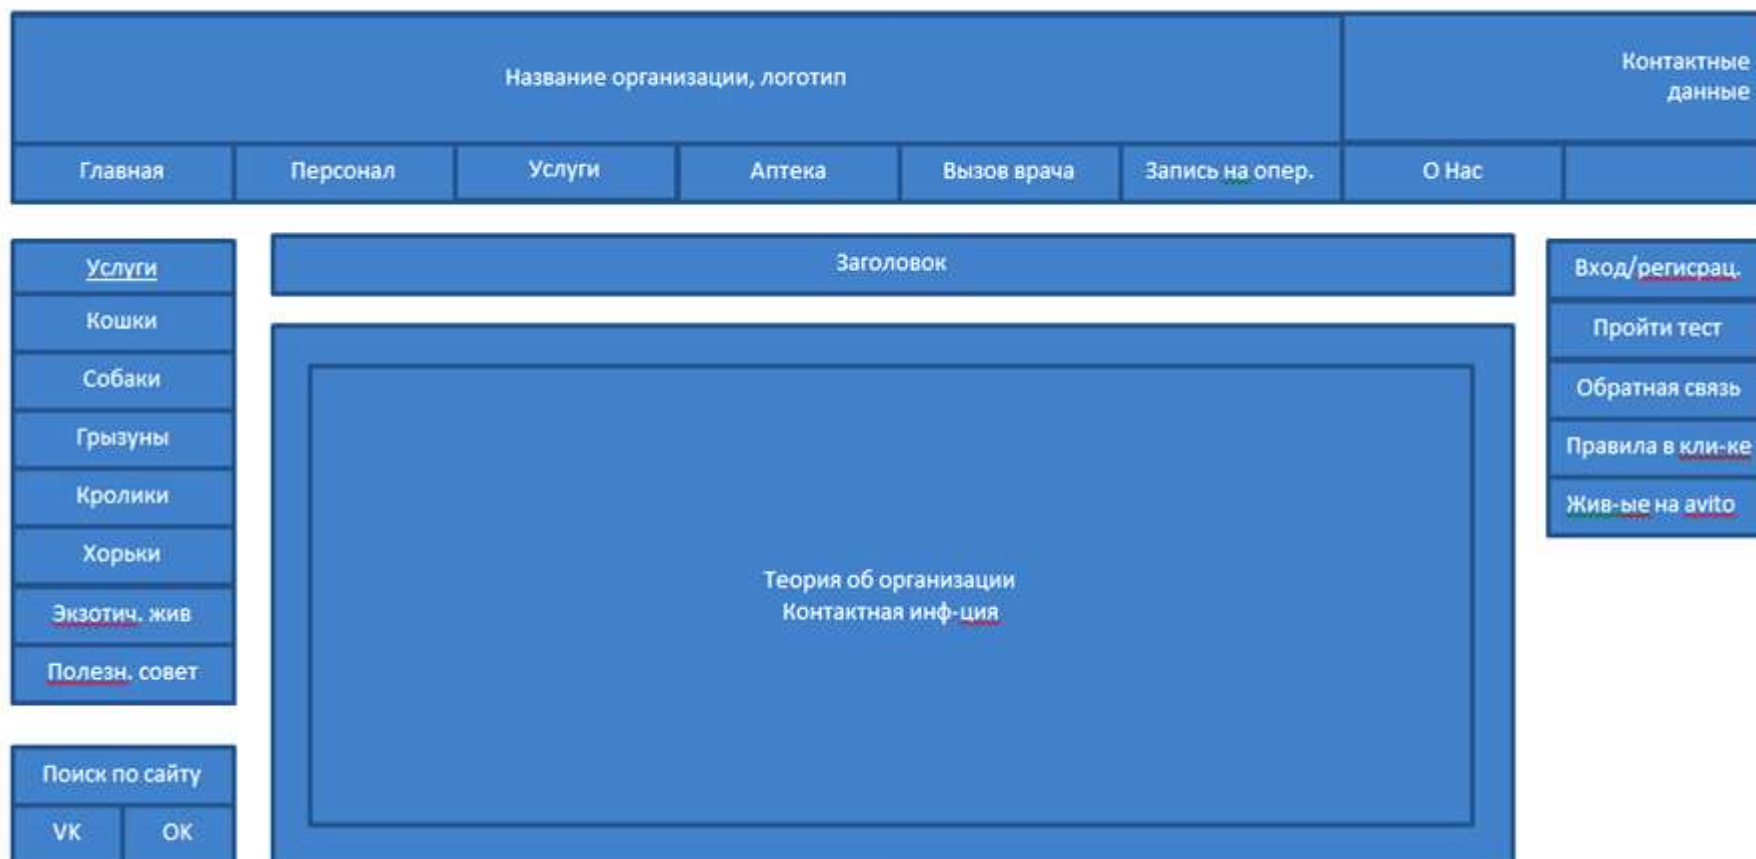 Название организации, логотип
Контактные
данные
Главная
Персонал
Услуги
Аптека
Вызов врача
Запись на опер.
О Нас
Услуги
Кошки
Собаки
Грызуны
Кролики
Хорьки
Экзотич. жив
Полезн. совет
Поиск по сайту
VK
OK
Заголовок
Теория об организации
Контактная инф-ция
Вход/регисрац.
Пройти тест
Обратная связь
Правила в кли-ке
Жив-ые на avito